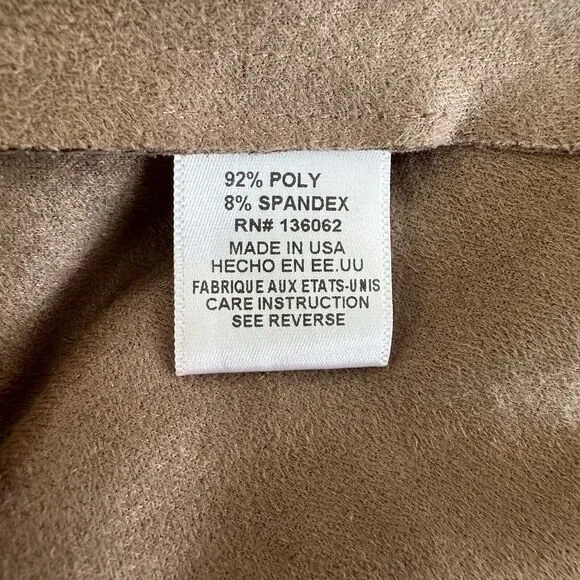 92% POLY
8% SPANDEX
RN# 136062
MADE IN USA
HECHO EN EE.UU
FABRIQUE AUX ETATS-UNIS
CARE INSTRUCTION
SEE REVERSE